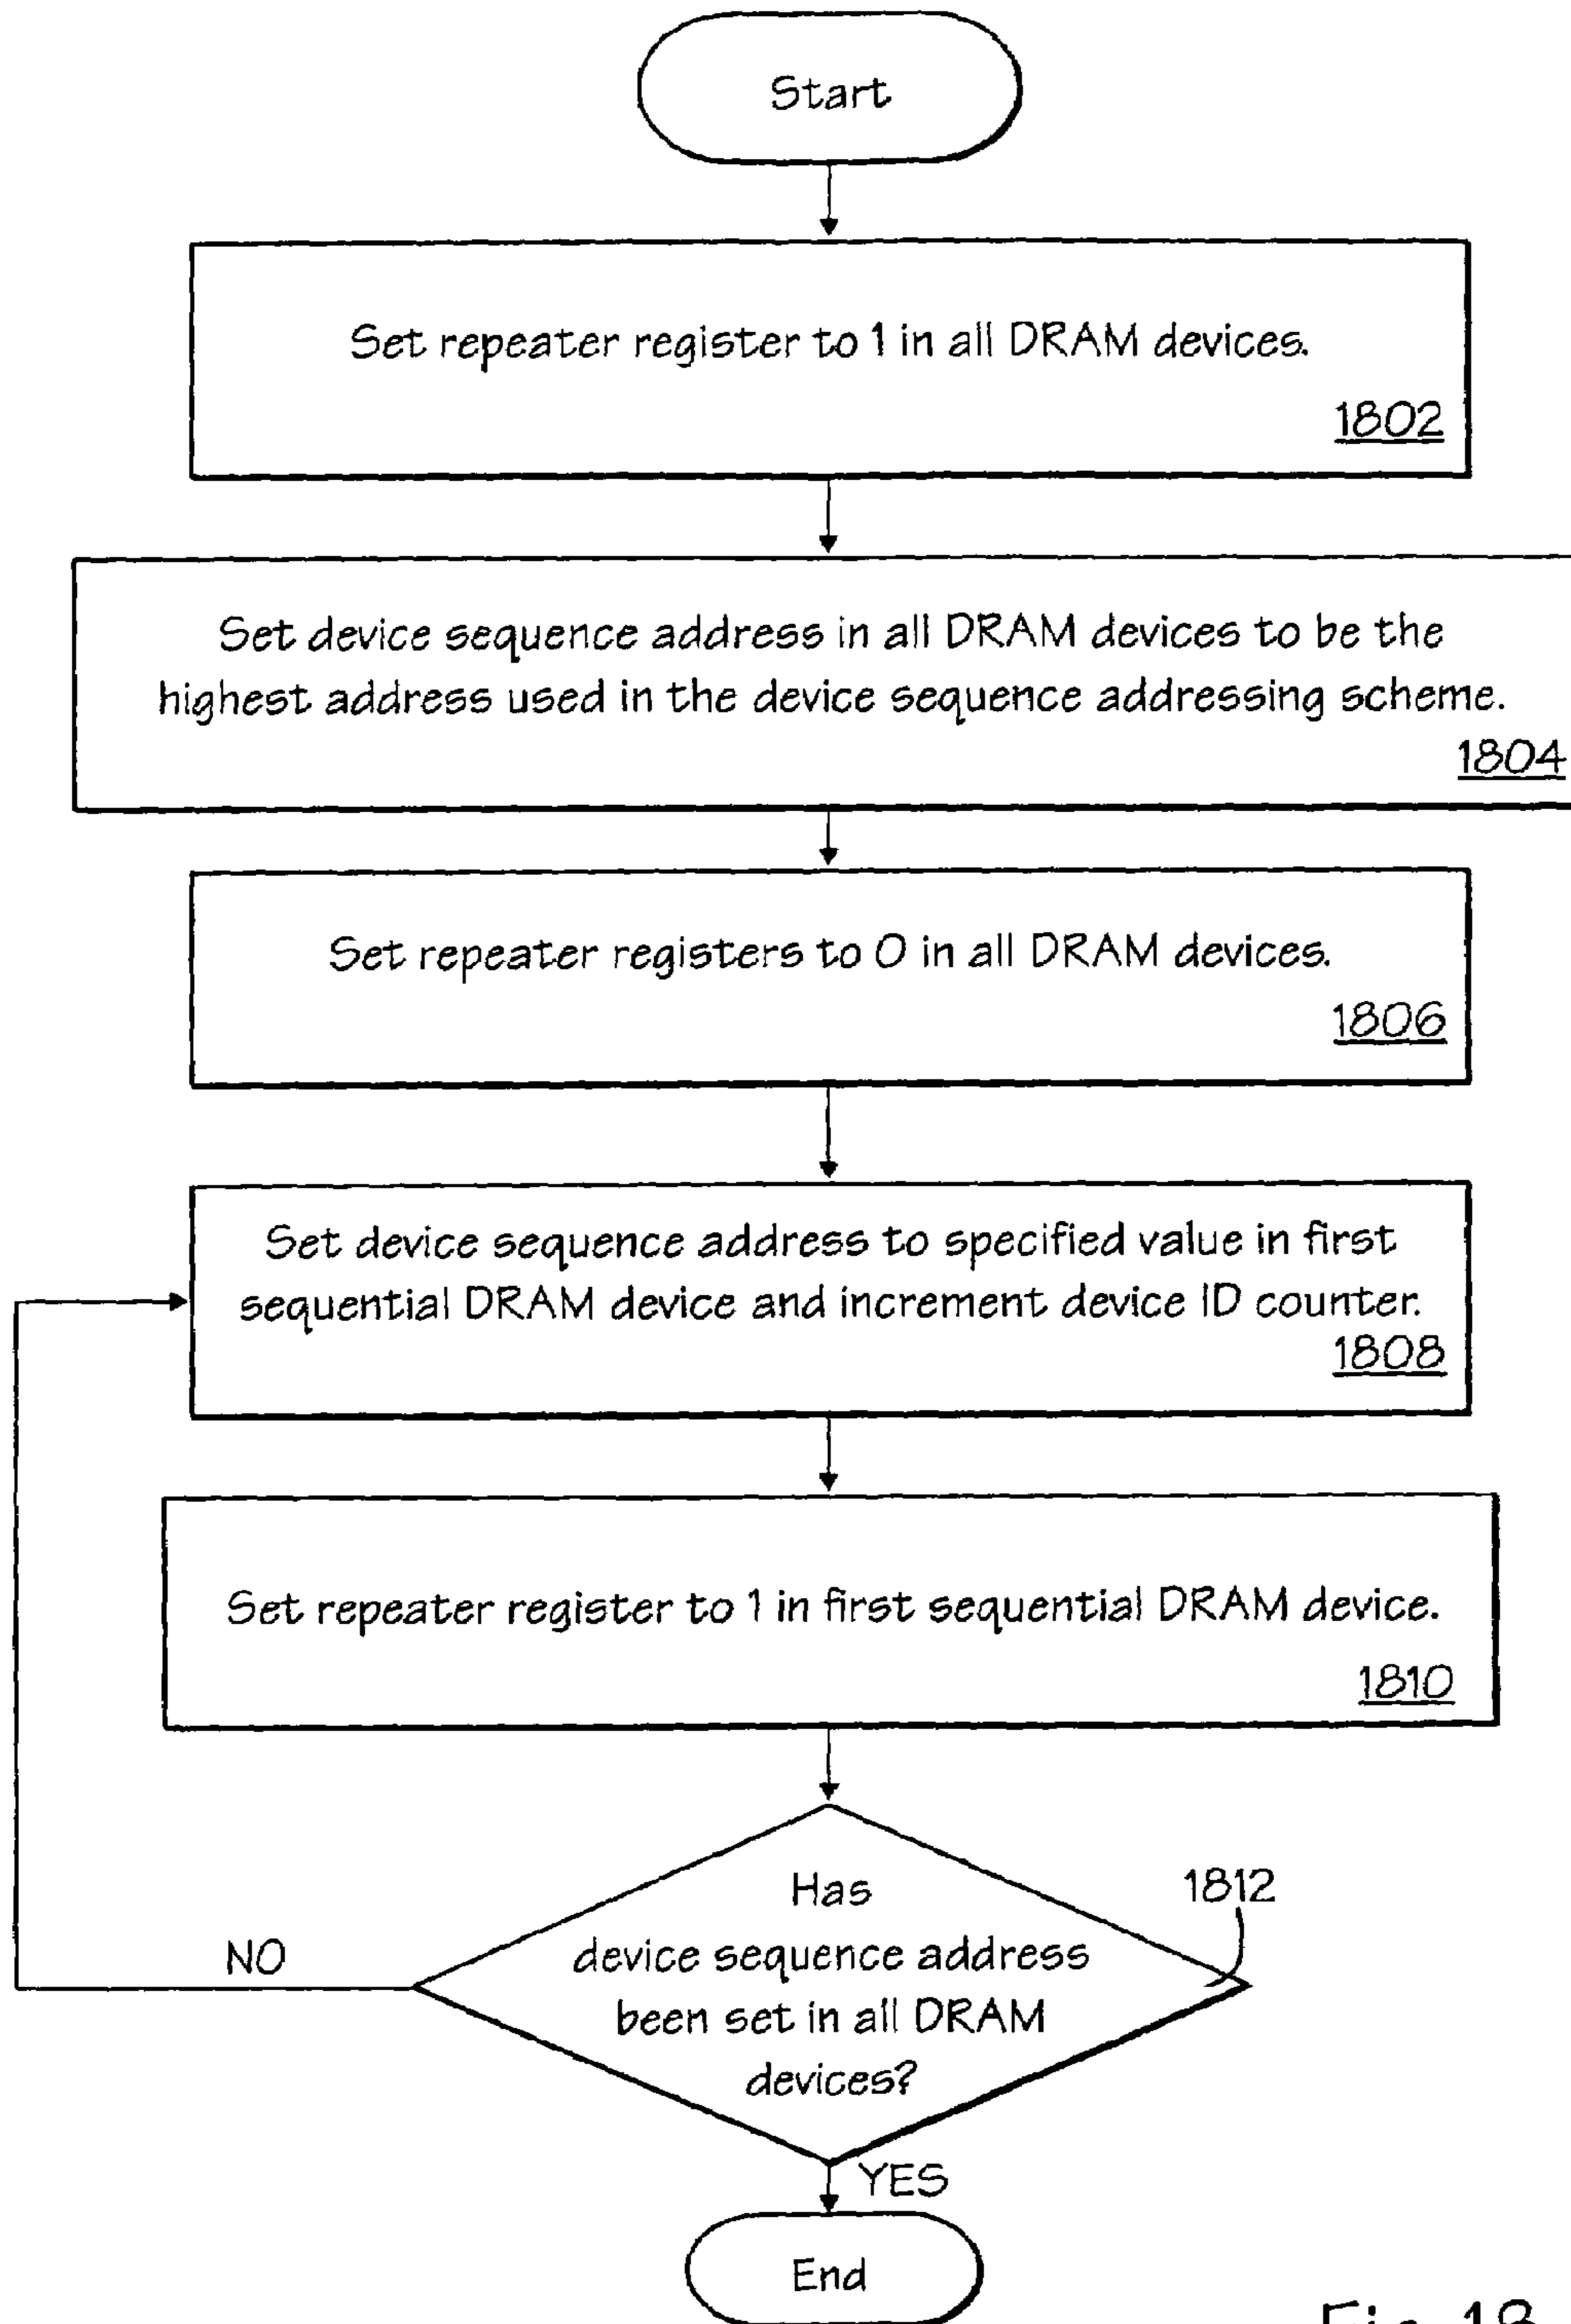 Start
Set repeater register to 1 in all DRAM devices.
1802
Set device sequence address in all DRAM devices to be the
highest address used in the device sequence addressing scheme.
1804
Set repeater registers to 0 in all DRAM devices.
1806
Set device sequence address to specified value in first
sequential DRAM device and increment device ID counter.
1808
Set repeater register to 1 in first sequential DRAM device.
1810
Has
device sequence address
been set in all DRAM
devices?
1812
NO
YES
End
Fig. 18